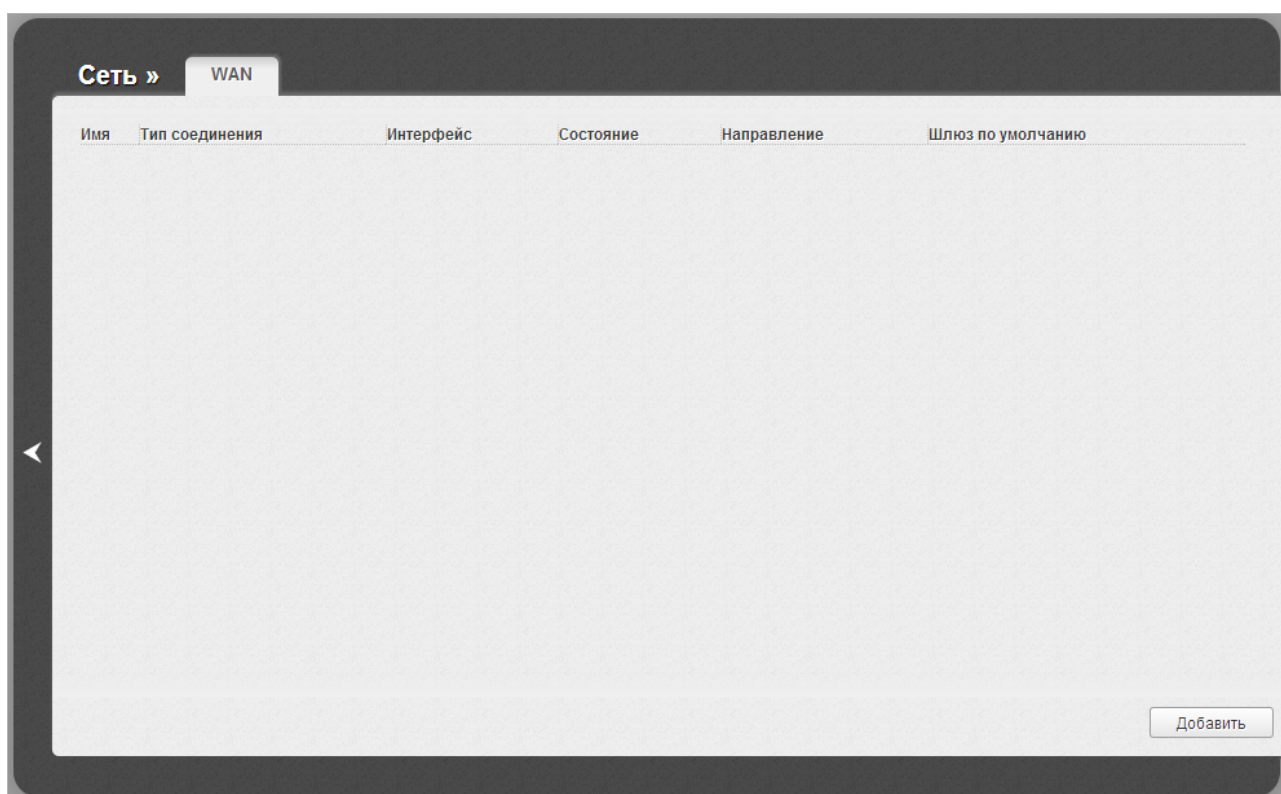 Сеть » WAN
Имя Тип соединения Интерфейс Состояние Направление Шлюз по умолчанию
Добавить